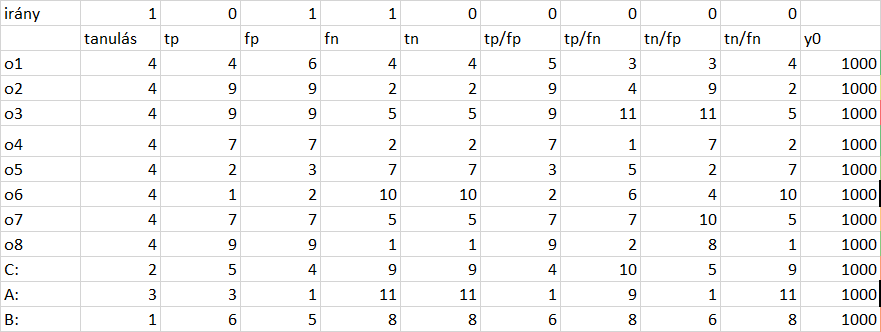 irány 1 0 1 1 0 0 0 0 0
tanulás tp fp fn tn tp/fp tp/fn tn/fp tn/fn y0
o1 4 4 6 4 4 5 3 3 4 1000
o2 4 9 9 2 2 9 4 9 2 1000
o3 4 9 9 5 5 9 11 11 5 1000
o4 4 7 7 2 2 7 1 7 2 1000
o5 4 2 3 7 7 3 5 2 7 1000
o6 4 1 2 10 10 2 6 4 10 1000
o7 4 7 7 5 5 7 7 10 5 1000
o8 4 9 9 1 1 9 2 8 1 1000
C: 2 5 4 9 9 4 10 5 9 1000
A: 3 3 1 11 11 1 9 1 11 1000
B: 1 6 5 8 8 6 8 6 8 1000